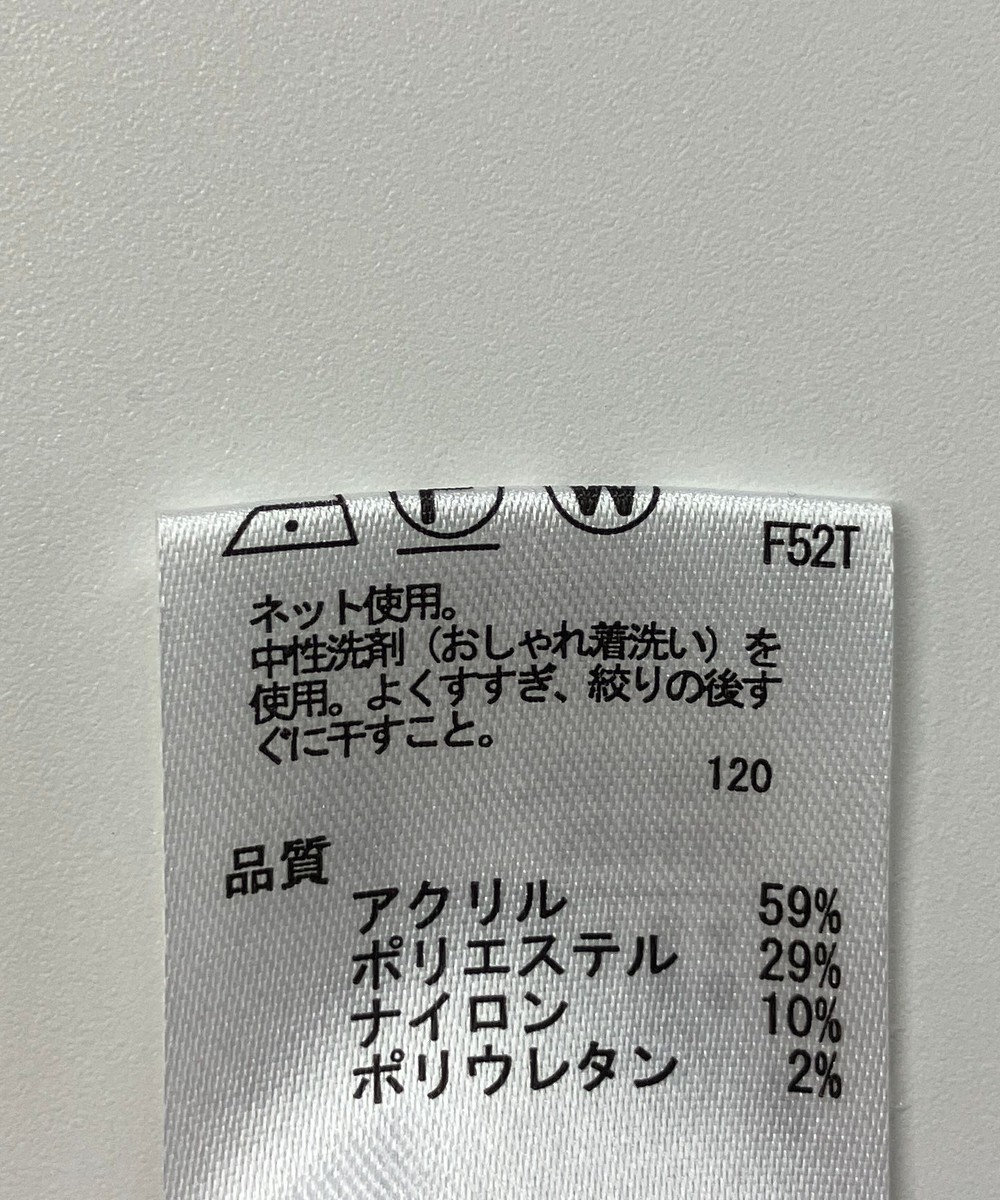 F W F52T
ネット使用。
中性洗剤（おしゃれ着洗い）を
使用。よくすすぎ、絞りの後す
ぐに干すこと。
120
品質
アクリル 59%
ポリエステル 29%
ナイロン 10%
ポリウレタン 2%